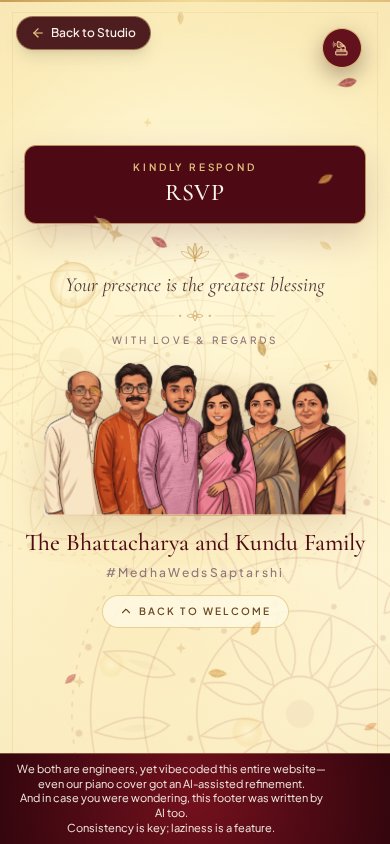 Back to Studio
KINDLY RESPOND
RSVP
Your presence is the greatest blessing
WITH LOVE & REGARDS
The Bhattacharya and Kundu Family
#MedhaWedsSaptarshi
BACK TO WELCOME
We both are engineers, yet vibecoded this entire website—
even our piano cover got an AI-assisted refinement.
And in case you were wondering, this footer was written by
AI too.
Consistency is key; laziness is a feature.